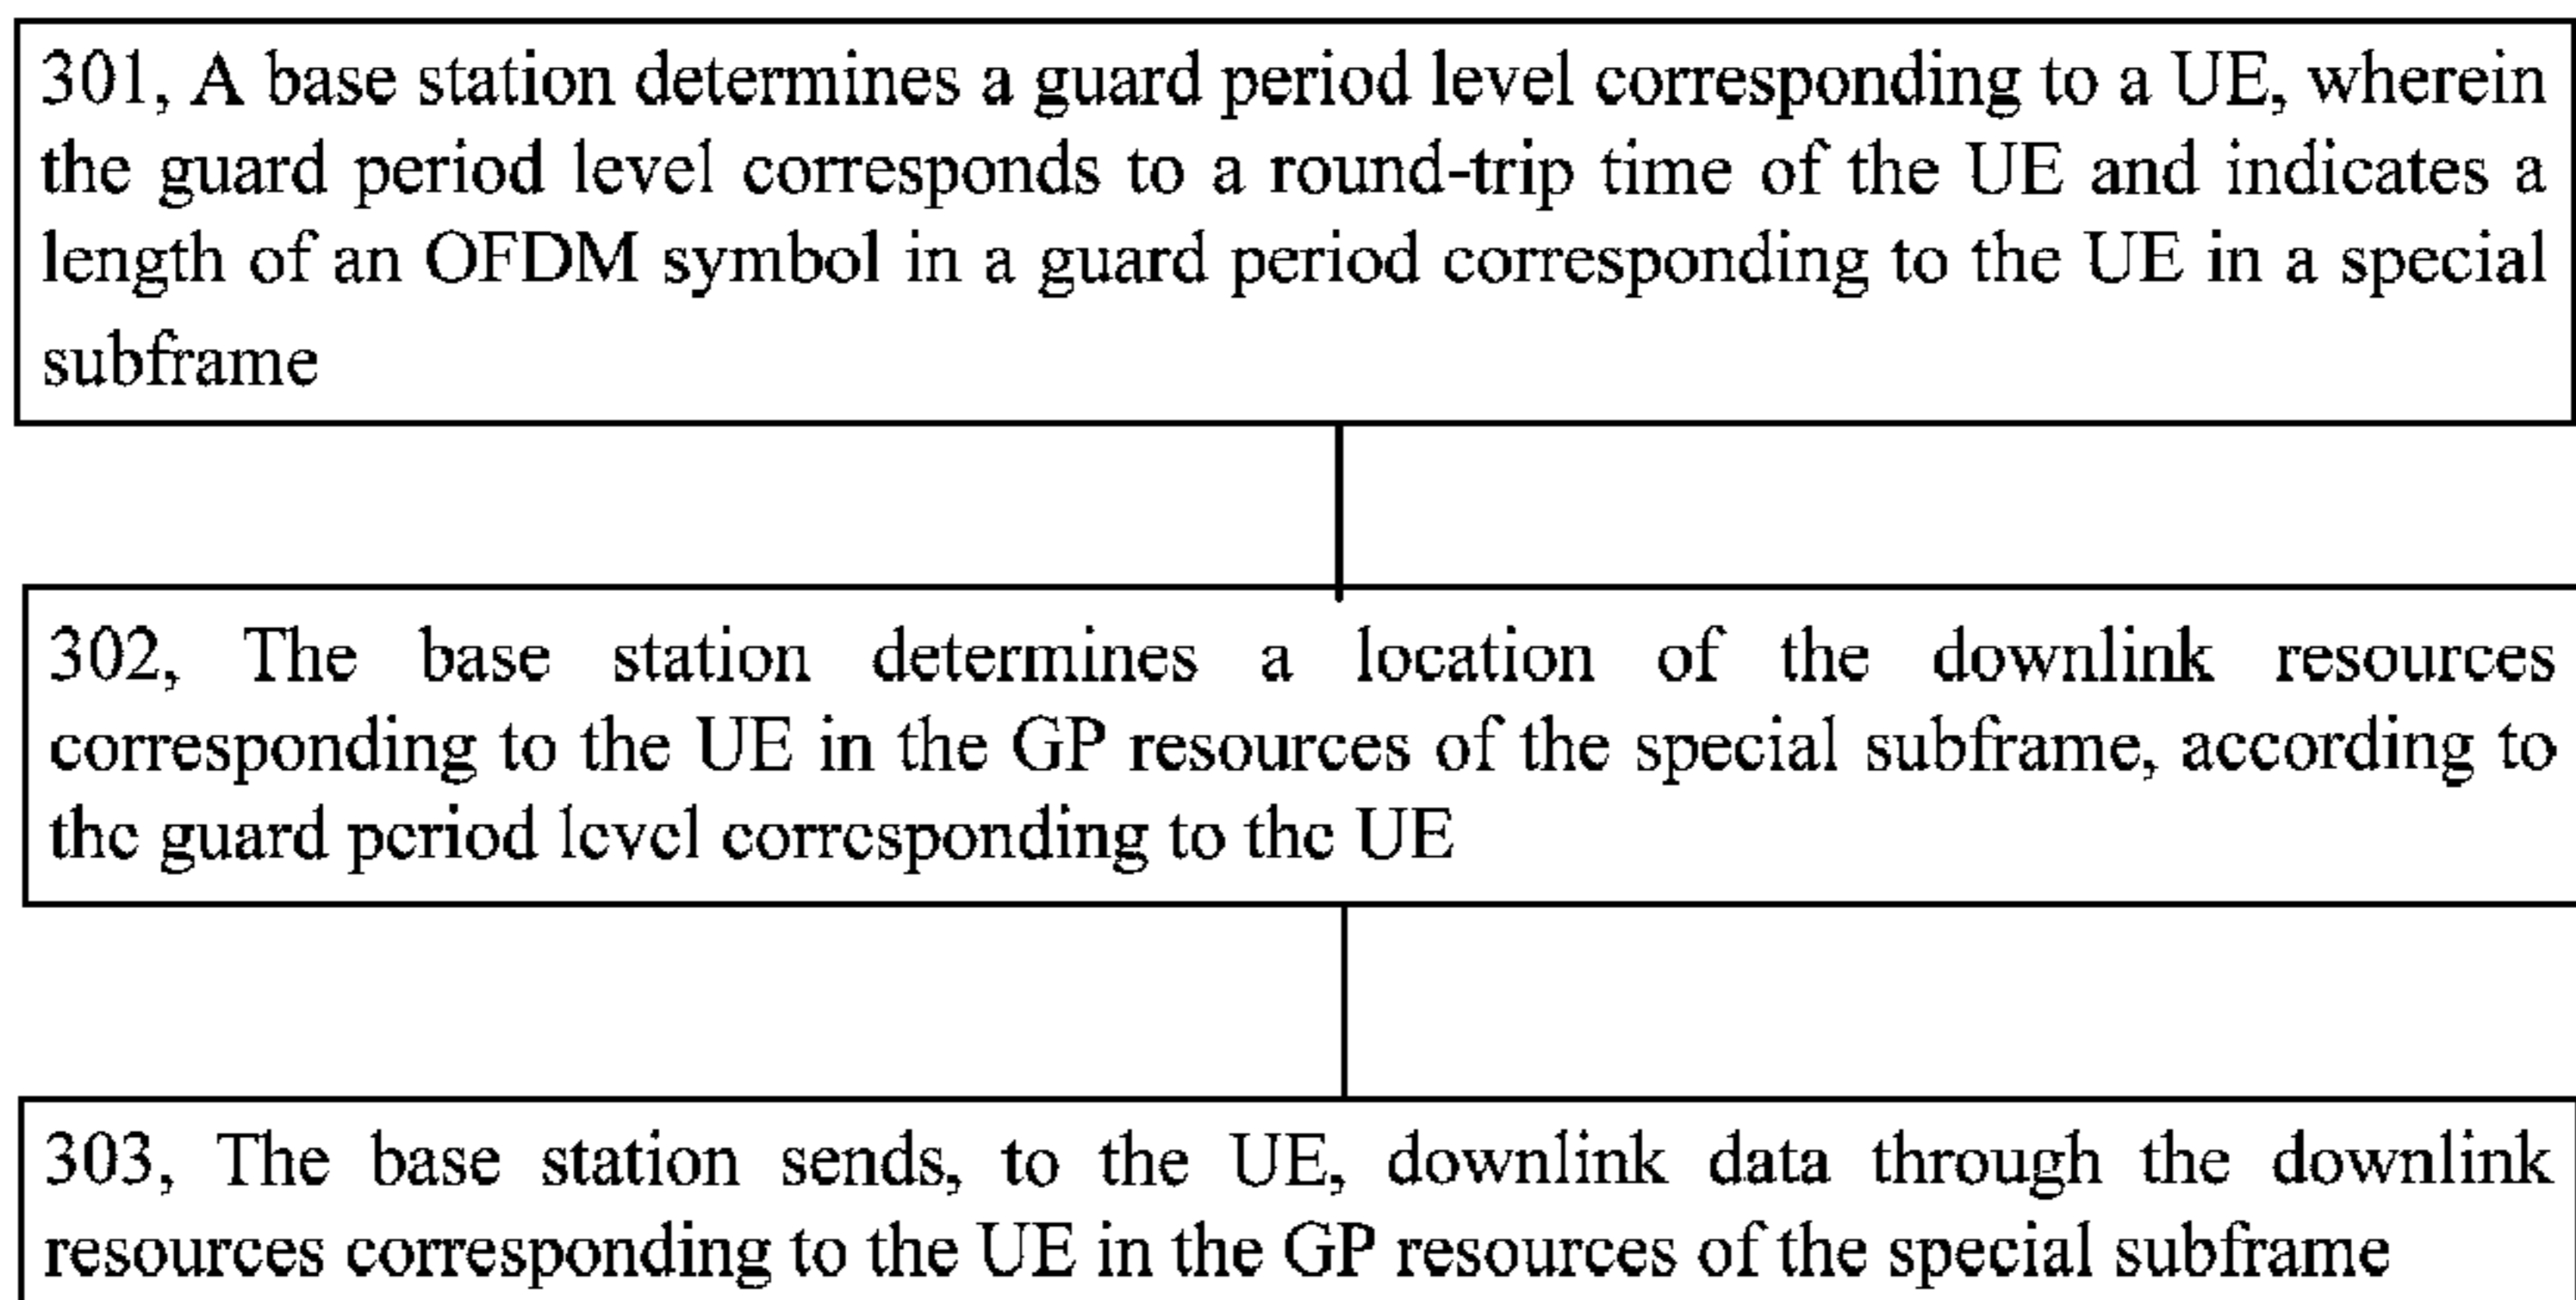 301, A base station determines a guard period level corresponding to a UE, wherein
the guard period level corresponds to a round-trip time of the UE and indicates a
length of an OFDM symbol in a guard period corresponding to the UE in a special
subframe
302, The base station determines a location of the downlink resources
corresponding to the UE in the GP resources of the special subframe, according to
the guard period level corresponding to the UE
303, The base station sends, to the UE, downlink data through the downlink
resources corresponding to the UE in the GP resources of the special subframe